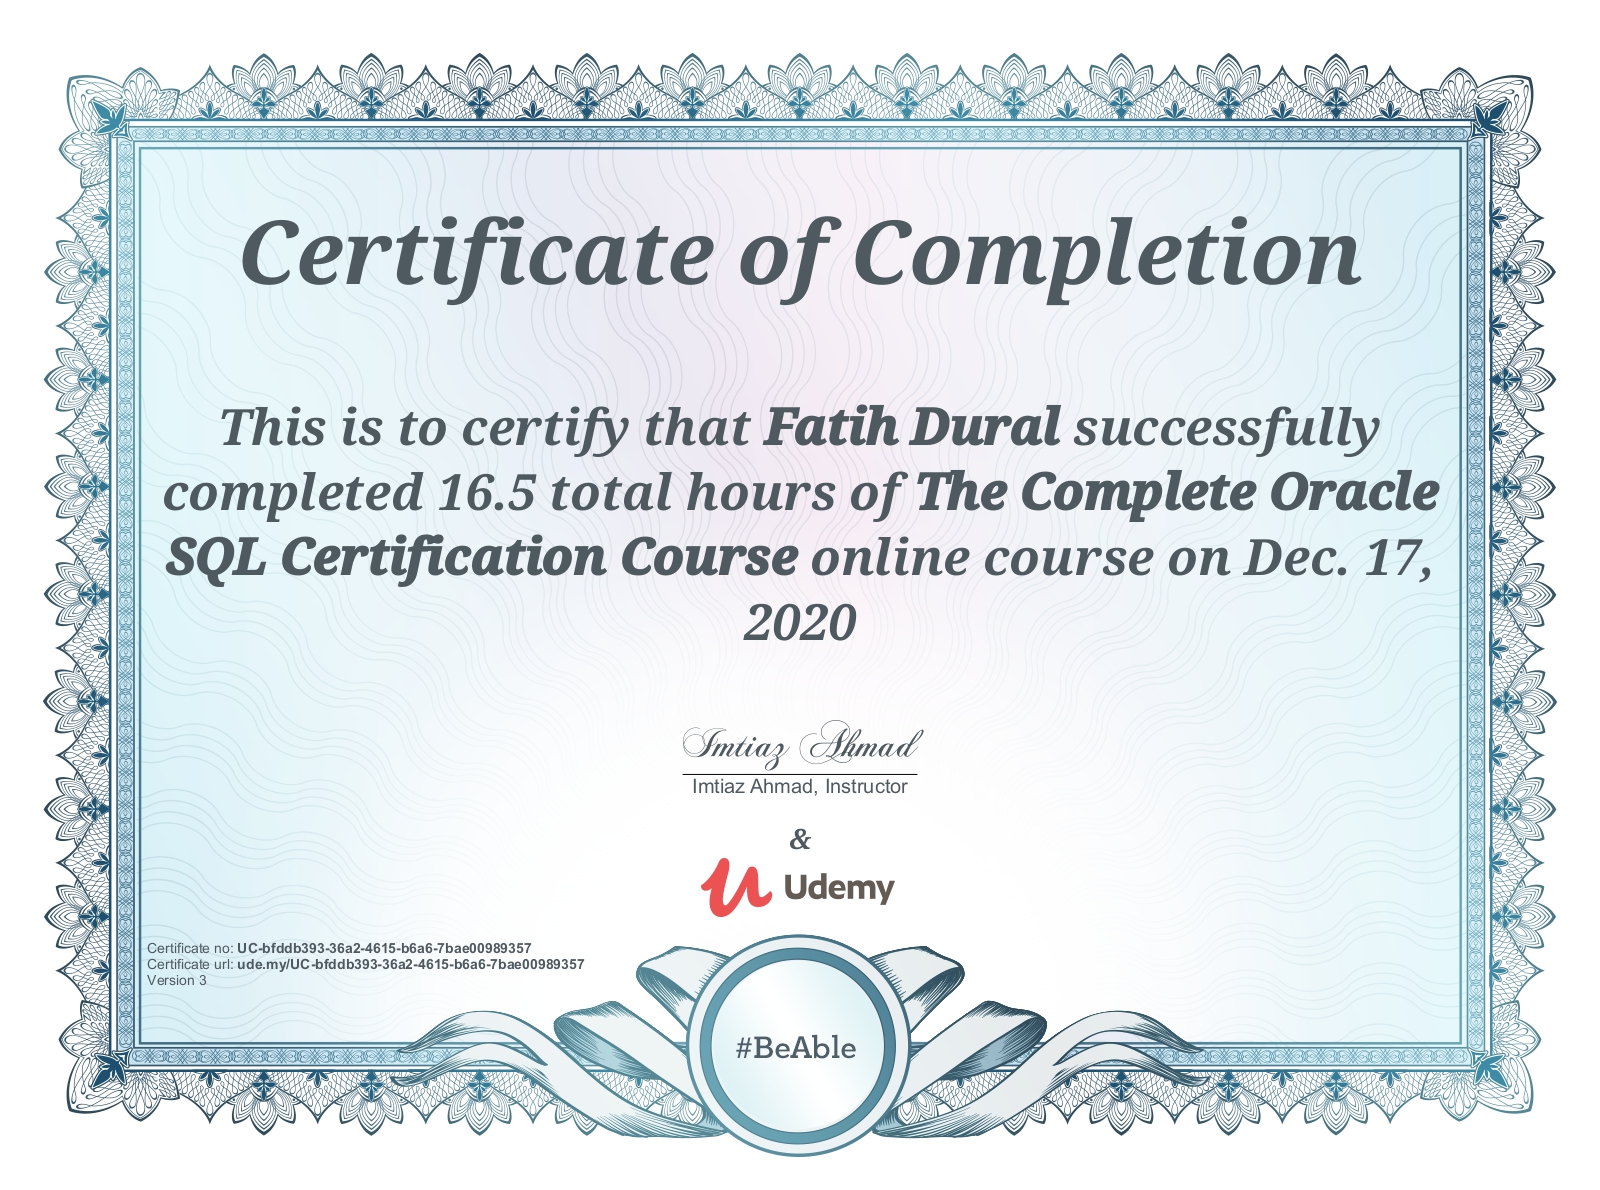 Certificate of Completion
This is to certify that Fatih Dural successfully
completed 16.5 total hours of The Complete Oracle
SQL Certification Course online course on Dec. 17,
2020
Imtiaz Ahmad
Imtiaz Ahmad, Instructor
&
Udemy
Certificate no: UC-bfddb393-36a2-4615-b6a6-7bae00989357
Certificate url: ude.my/UC-bfddb393-36a2-4615-b6a6-7bae00989357
Version 3
#BeAble